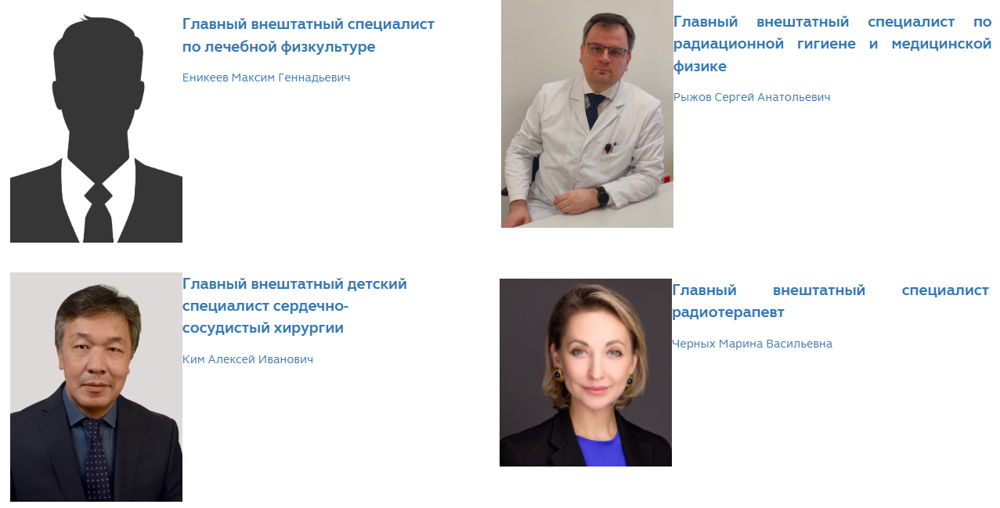 Главный внештатный специалист
по лечебной физкультуре
Еникеев Максим Геннадьевич
Главный внештатный специалист по
радиационной гигиене и медицинской
физике
Рыжов Сергей Анатольевич
Главный внештатный детский
специалист сердечно-
сосудистый хирургии
Ким Алексей Иванович
Главный внештатный специалист
радиотерапевт
Черных Марина Васильевна